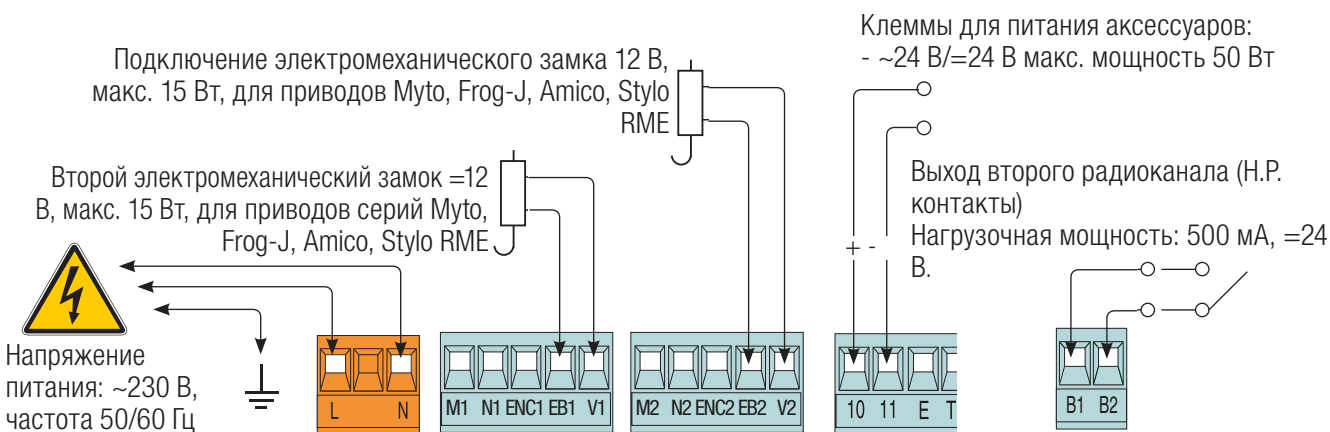 Подключение электромеханического замка 12 В,
макс. 15 Вт, для приводов Myto, Frog-J, Amico, Stylo
RME
Клеммы для питания аксессуаров:
- ~24 В/=24 В макс. мощность 50 Вт
Второй электромеханический замок =12
В, макс. 15 Вт, для приводов серий Myto,
Frog-J, Amico, Stylo RME
Выход второго радиоканала (Н.Р.
контакты)
Нагрузочная мощность: 500 мА, =24
В.
+ -
Напряжение
питания: ~230 В,
частота 50/60 Гц
L N
M1 N1 ENC1 EB1 V1
M2 N2 ENC2 EB2 V2
10 11 E T
B1 B2